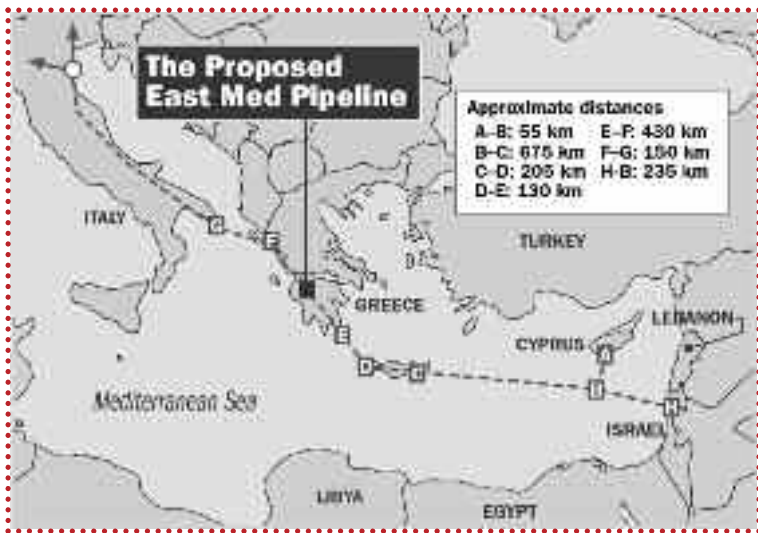 The Proposed
East Med Pipeline
Approximate distances
A–B: 55 km E–F: 430 km
B–C: 675 km F–G: 150 km
C–D: 205 km H-B: 235 km
D–E: 130 km
ITALY
TURKEY
GREECE
LEBANON
CYPRUS
A
E
H
Mediterranean Sea
ISRAEL
LIBYA
EGYPT